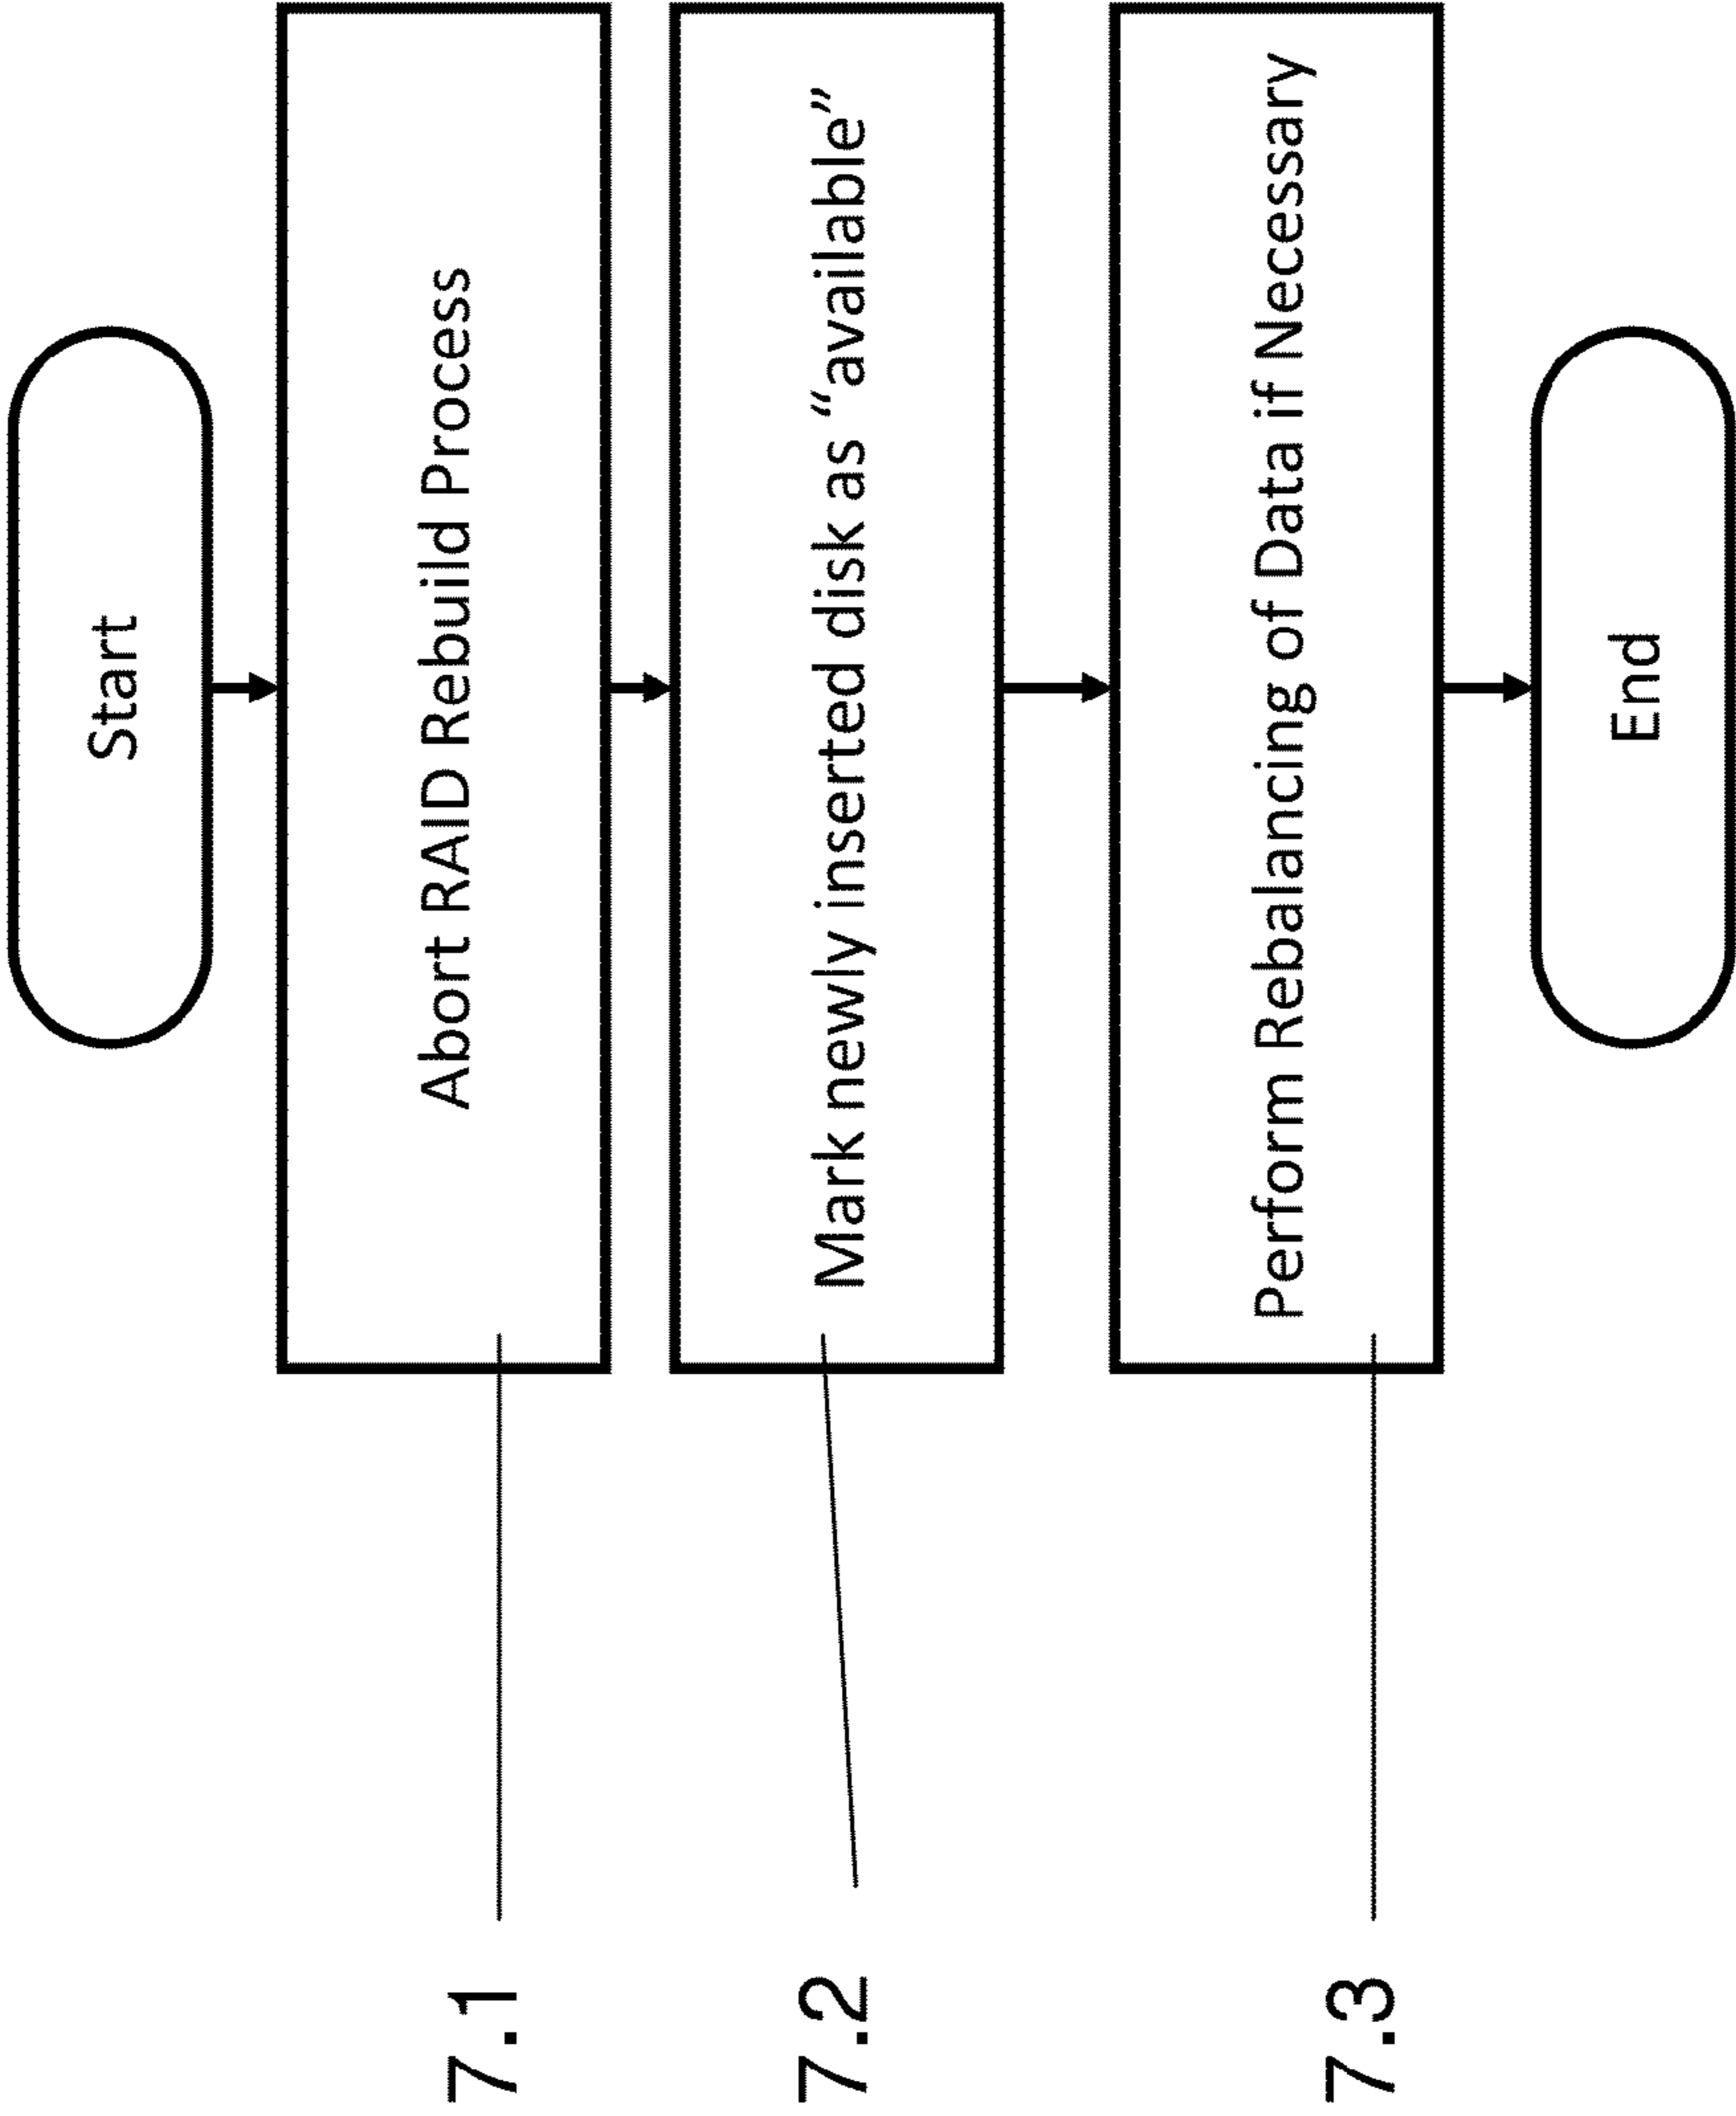 Start
7.1
Abort RAID Rebuild Process
7.2
Mark newly inserted disk as “available”
7.3
Perform Rebalancing of Data if Necessary
End